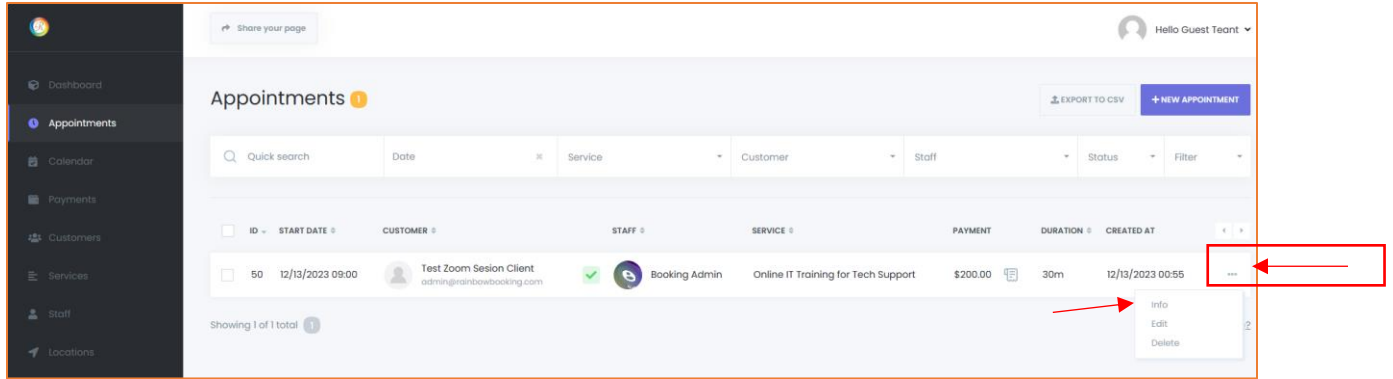 Share your page
Hello Guest Teant
Dashboard
Appointments
Calendar
Payments
Customers
Services
Staff
Locations
Appointments 1
EXPORT TO CSV
+ NEW APPOINTMENT
Quick search
Date
Service
Customer
Staff
Status
Filter
ID
START DATE
CUSTOMER
STAFF
SERVICE
PAYMENT
DURATION
CREATED AT
50
12/13/2023 09:00
Test Zoom Sesion Client
admin@rainbowbooking.com
Booking Admin
Online IT Training for Tech Support
$200.00
30m
12/13/2023 00:55
...
Info
Edit
Delete
Showing 1 of 1 total 1
?